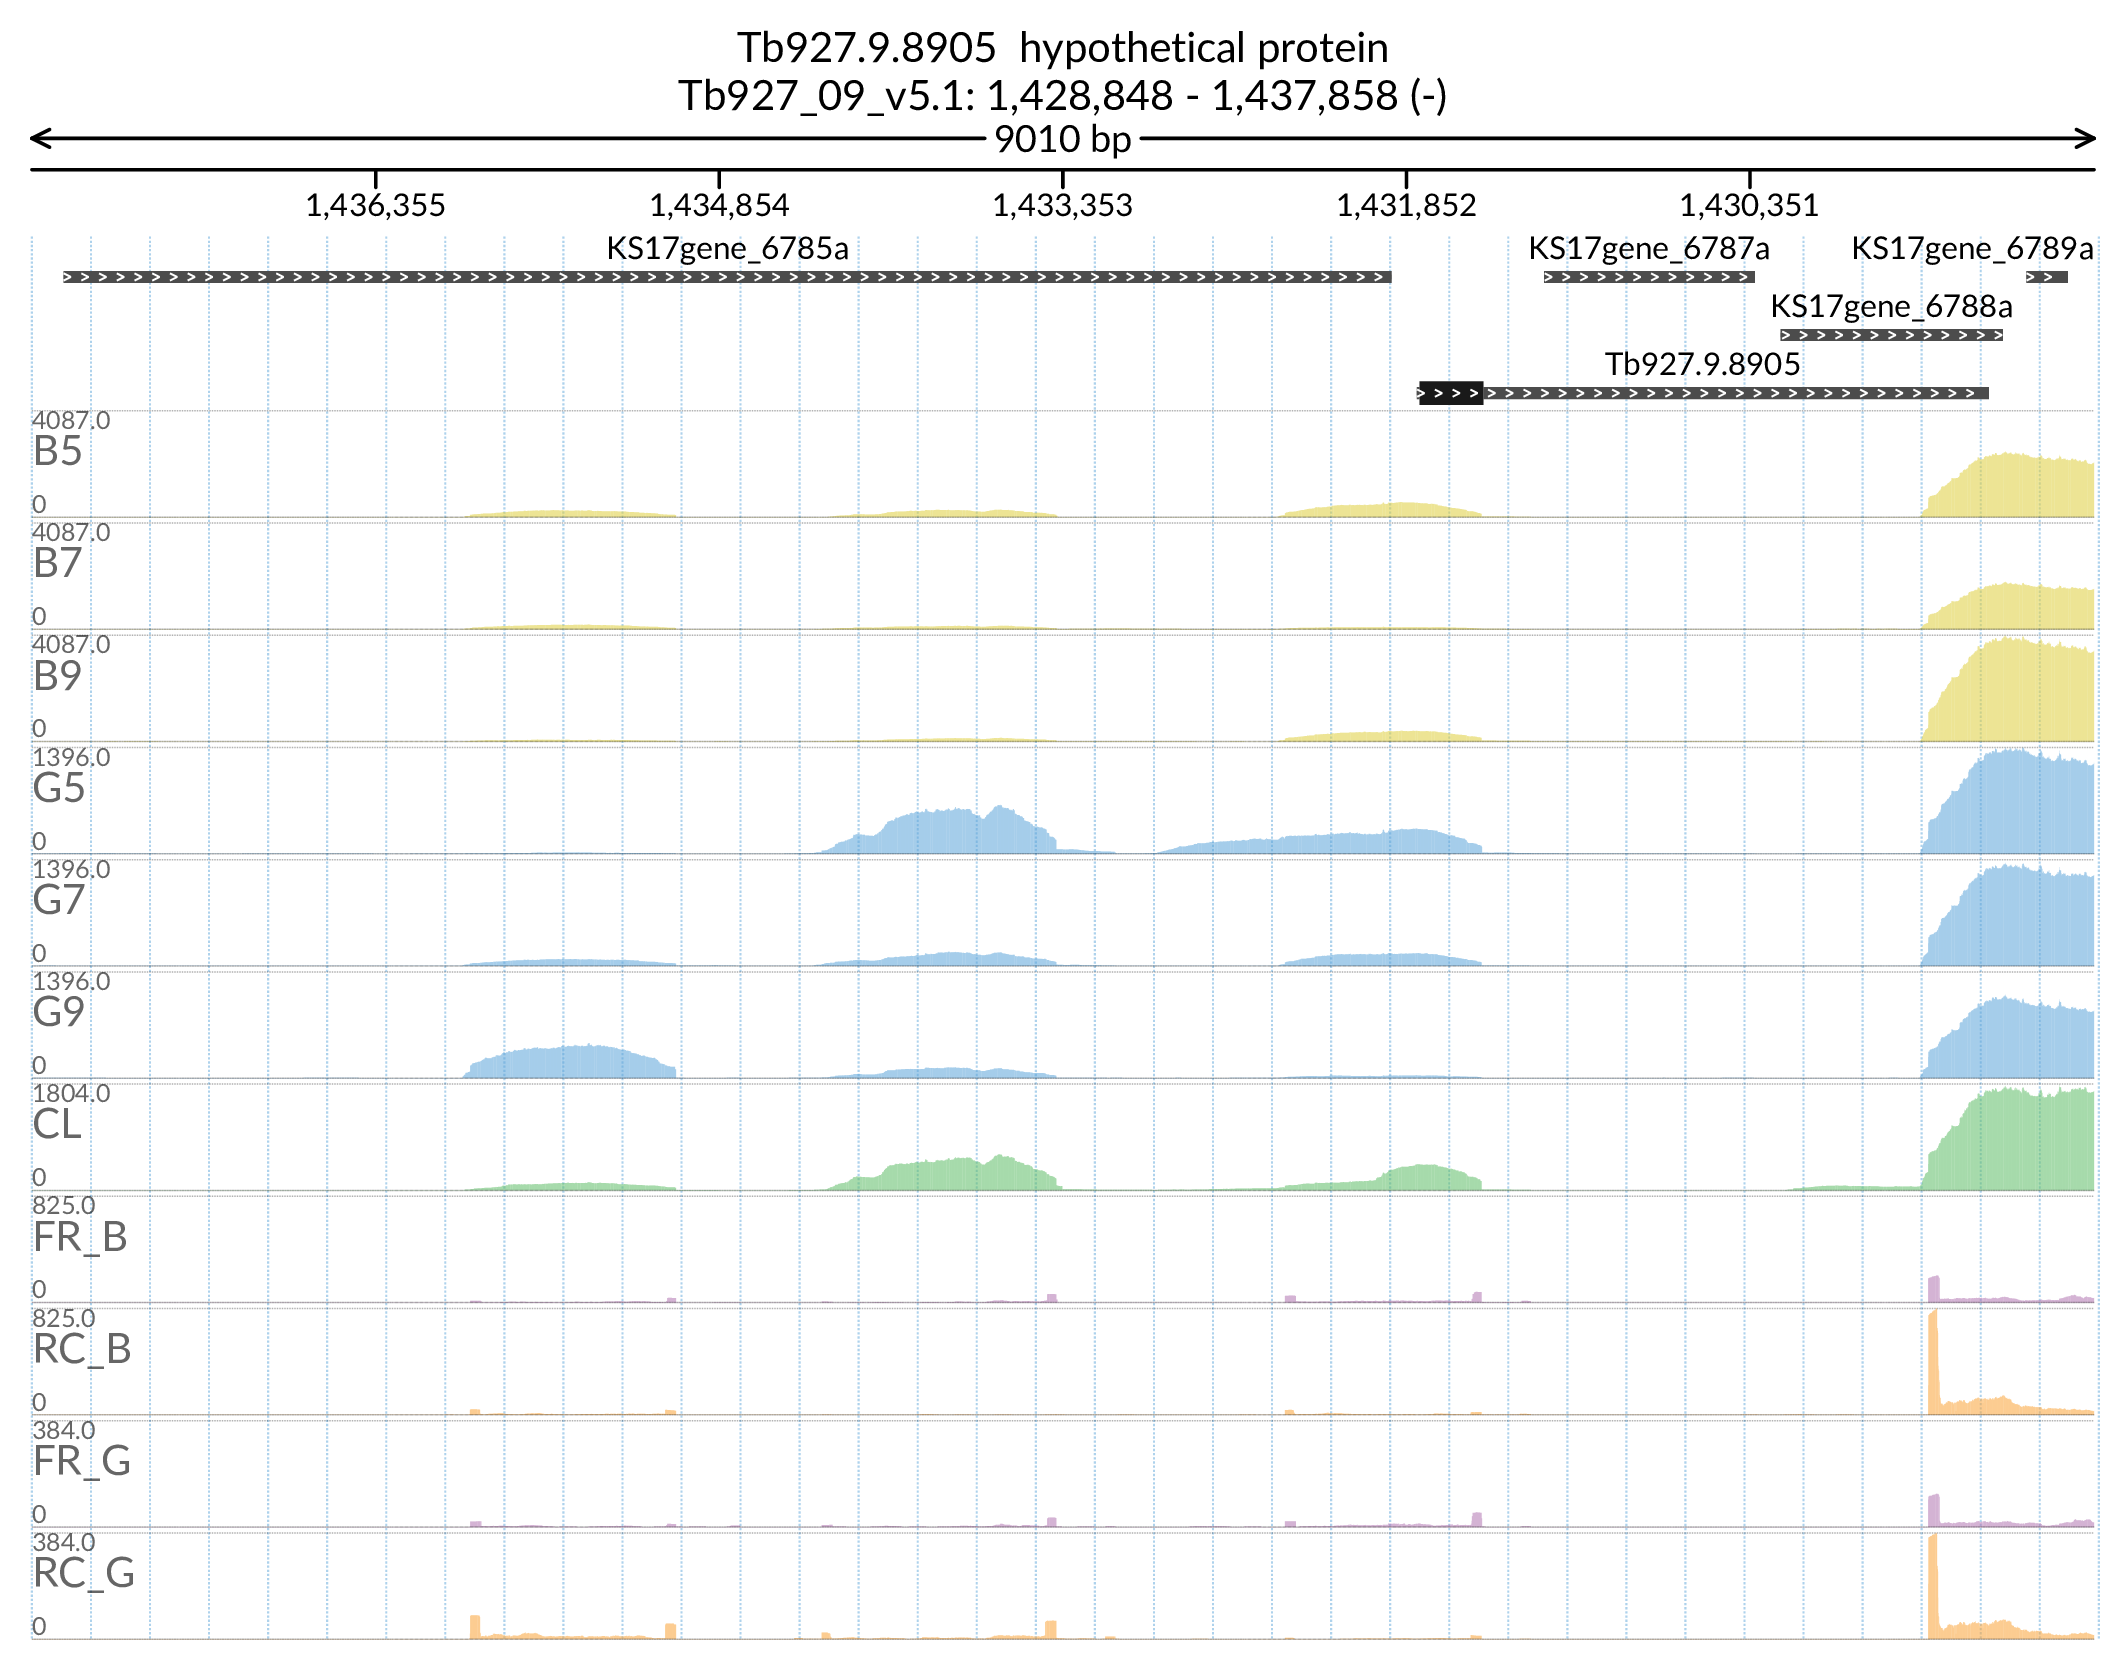 Tb927.9.8905  hypothetical protein
Tb927_09_v5.1: 1,428,848 - 1,437,858 (-)
9010 bp
1,436,355 1,434,854 1,433,353 1,431,852 1,430,351
KS17gene_6785a KS17gene_6787a KS17gene_6789a
KS17gene_6788a
Tb927.9.8905
4087.0
B5
0
4087.0
B7
0
4087.0
B9
0
1396.0
G5
0
1396.0
G7
0
1396.0
G9
0
1804.0
CL
0
825.0
FR_B
0
825.0
RC_B
0
384.0
FR_G
0
384.0
RC_G
0